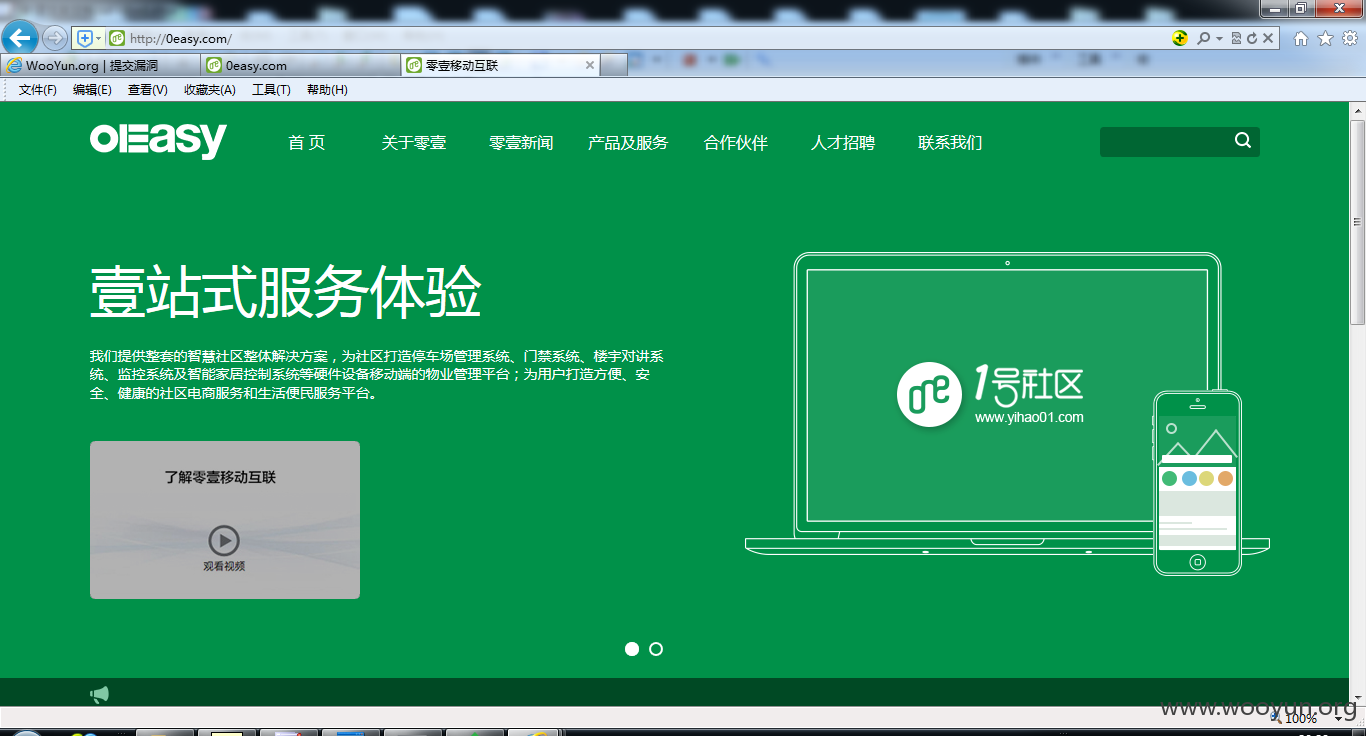 http://0easy.com/
WooYun.org | 提交漏洞
0easy.com
零壹移动互联
文件(F) 编辑(E) 查看(V) 收藏夹(A) 工具(T) 帮助(H)
OEasy 首 页 关于零壹 零壹新闻 产品及服务 合作伙伴 人才招聘 联系我们
壹站式服务体验
我们提供整套的智慧社区整体解决方案，为社区打造停车场管理系统、门禁系统、楼宇对讲系
统、监控系统及智能家居控制系统等硬件设备移动端的物业管理平台；为用户打造方便、安
全、健康的社区电商服务和生活便民服务平台。
1号社区
www.yihao01.com
了解零壹移动互联
观看视频
www.wooyun.org
100%